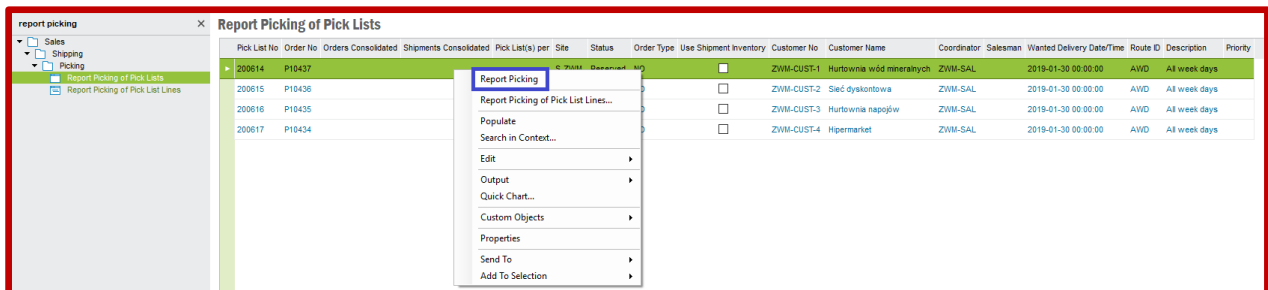 report picking ×
Sales
Shipping
Picking
Report Picking of Pick Lists
Report Picking of Pick List Lines
Report Picking of Pick Lists
Pick List No Order No Orders Consolidated Shipments Consolidated Pick List(s) per Site Status Order Type Use Shipment Inventory Customer No Customer Name Coordinator Salesman Wanted Delivery Date/Time Route ID Description Priority
200614 P10437 S-ZWM Reserved NO ZWM-CUST-1 Hurtownia wód mineralnych ZWM-SAL 2019-01-30 00:00:00 AWD All week days
200615 P10436 ZWM-CUST-2 Sieć dyskontowa ZWM-SAL 2019-01-30 00:00:00 AWD All week days
200616 P10435 ZWM-CUST-3 Hurtownia napojów ZWM-SAL 2019-01-30 00:00:00 AWD All week days
200617 P10434 ZWM-CUST-4 Hipermarket ZWM-SAL 2019-01-30 00:00:00 AWD All week days
Report Picking
Report Picking of Pick List Lines...
Populate
Search in Context...
Edit
Output
Quick Chart...
Custom Objects
Properties
Send To
Add To Selection